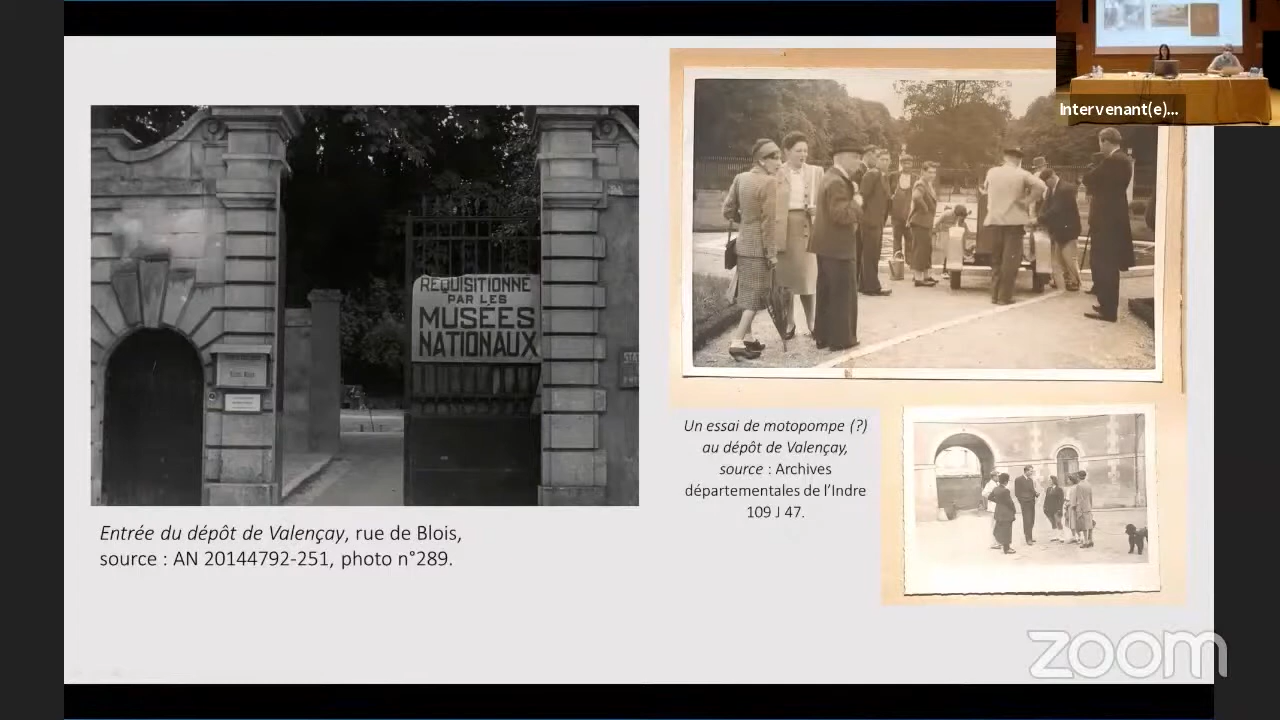 REQUISITIONNE
PAR LES
MUSEES
NATIONAUX
Entrée du dépôt de Valençay, rue de Blois,
source : AN 20144792-251, photo n°289.
Un essai de motopompe (?)
au dépôt de Valençay,
source : Archives
départementales de l'Indre
109 J 47.
Intervenant(e)...
zoom